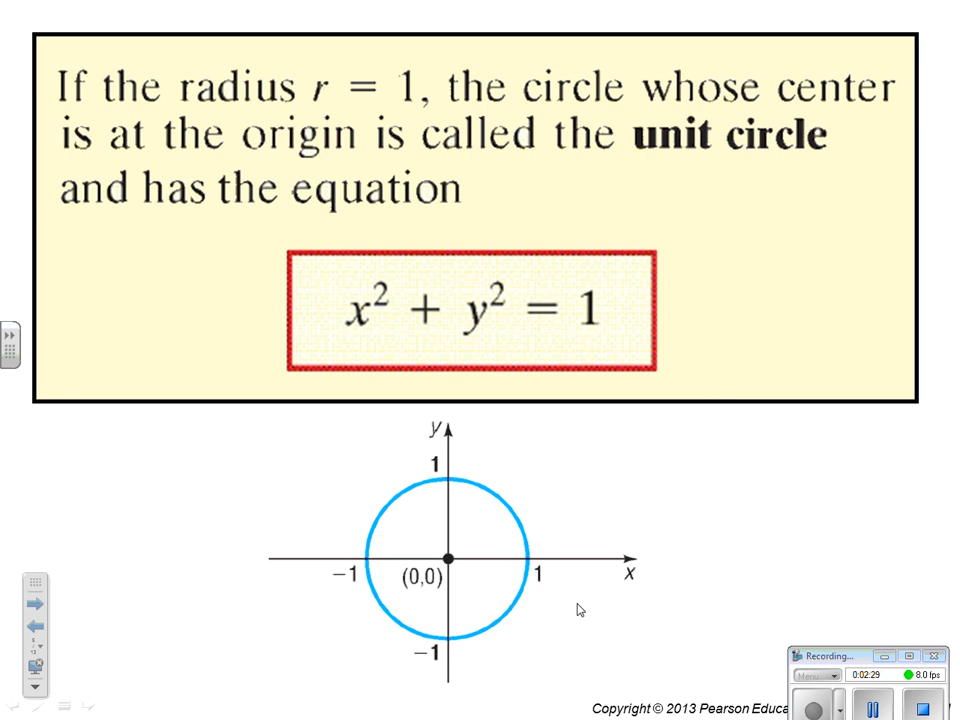 If the radius r = 1, the circle whose center
is at the origin is called the unit circle
and has the equation
x² + y² = 1
y
1
−1
(0,0)
1
x
−1
Recording...
Menu
0:02:29
8.0 fps
Copyright © 2013 Pearson